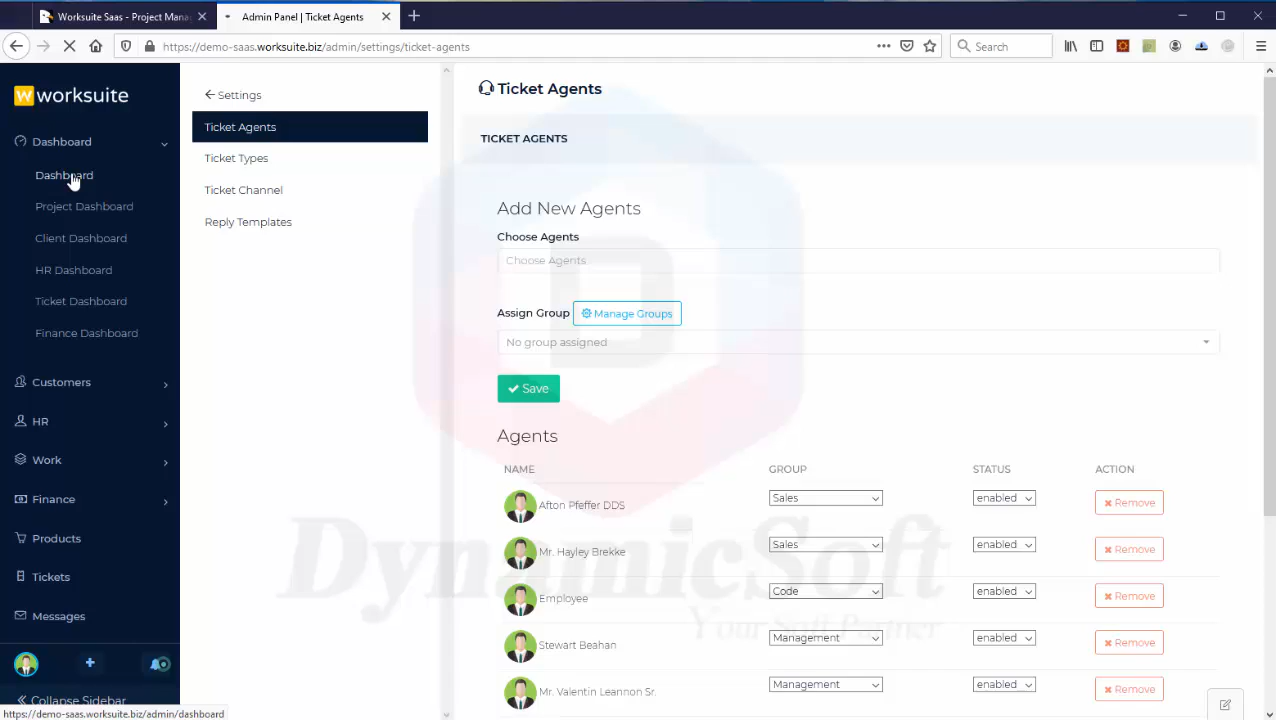 Worksuite Saas - Project Mana
Admin Panel | Ticket Agents
https://demo-saas.worksuite.biz/admin/settings/ticket-agents
Search
worksuite
Dashboard
Dashboard
Project Dashboard
Client Dashboard
HR Dashboard
Ticket Dashboard
Finance Dashboard
Customers
HR
Work
Finance
Products
Tickets
Messages
Collapse Sidebar
https://demo-saas.worksuite.biz/admin/dashboard
Settings
Ticket Agents
Ticket Types
Ticket Channel
Reply Templates
Ticket Agents
TICKET AGENTS
Add New Agents
Choose Agents
Choose Agents
Assign Group Manage Groups
No group assigned
Save
Agents
NAME GROUP STATUS ACTION
Afton Pfeffer DDS Sales enabled Remove
Mr. Hayley Brekke Sales enabled Remove
Employee Code enabled Remove
Stewart Beahan Management enabled Remove
Mr. Valentin Leannon Sr. Management enabled Remove
DynamicSoft
Your Soft Partner